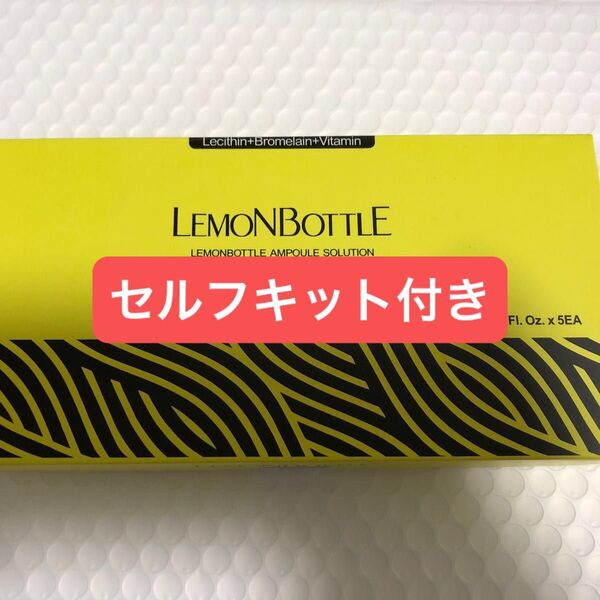 Lecithin+Bromelain+Vitamin
LEMONBOTTLE
LEMONBOTTLE AMPOULE SOLUTION
セルフキット付き
Fl. Oz. x 5EA